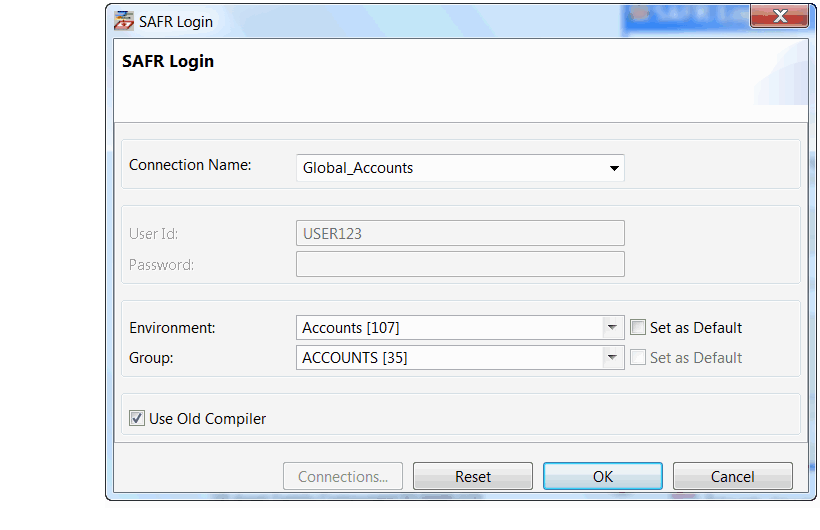 SAFR Login
SAFR Login
Connection Name: Global_Accounts
User Id: USER123
Password:
Environment: Accounts [107] Set as Default
Group: ACCOUNTS [35] Set as Default
Use Old Compiler
Connections... Reset OK Cancel